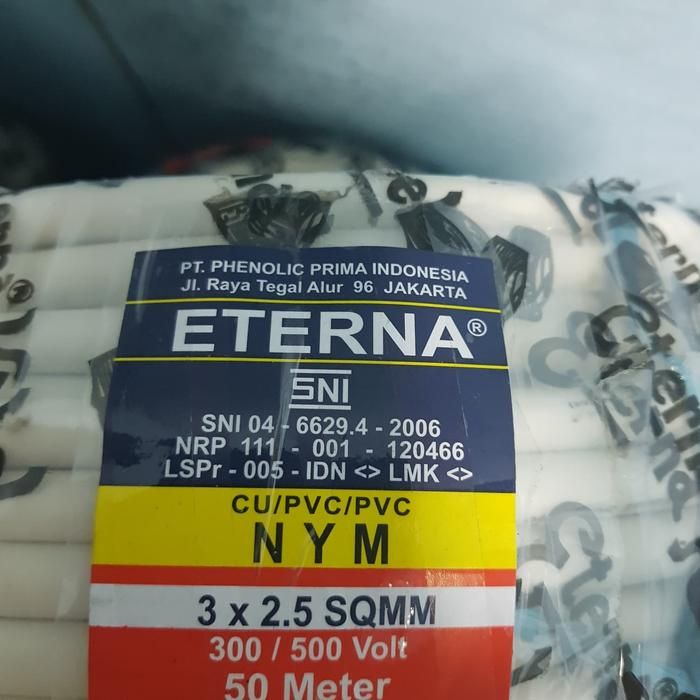 PT. PHENOLIC PRIMA INDONESIA
Jl. Raya Tegal Alur 96 JAKARTA
ETERNA®
SNI
SNI 04 - 6629.4 - 2006
NRP 111 - 001 - 120466
LSPr - 005 - IDN <> LMK <>
CU/PVC/PVC
NYM
3 x 2.5 SQMM
300 / 500 Volt
50 Meter
Eterna